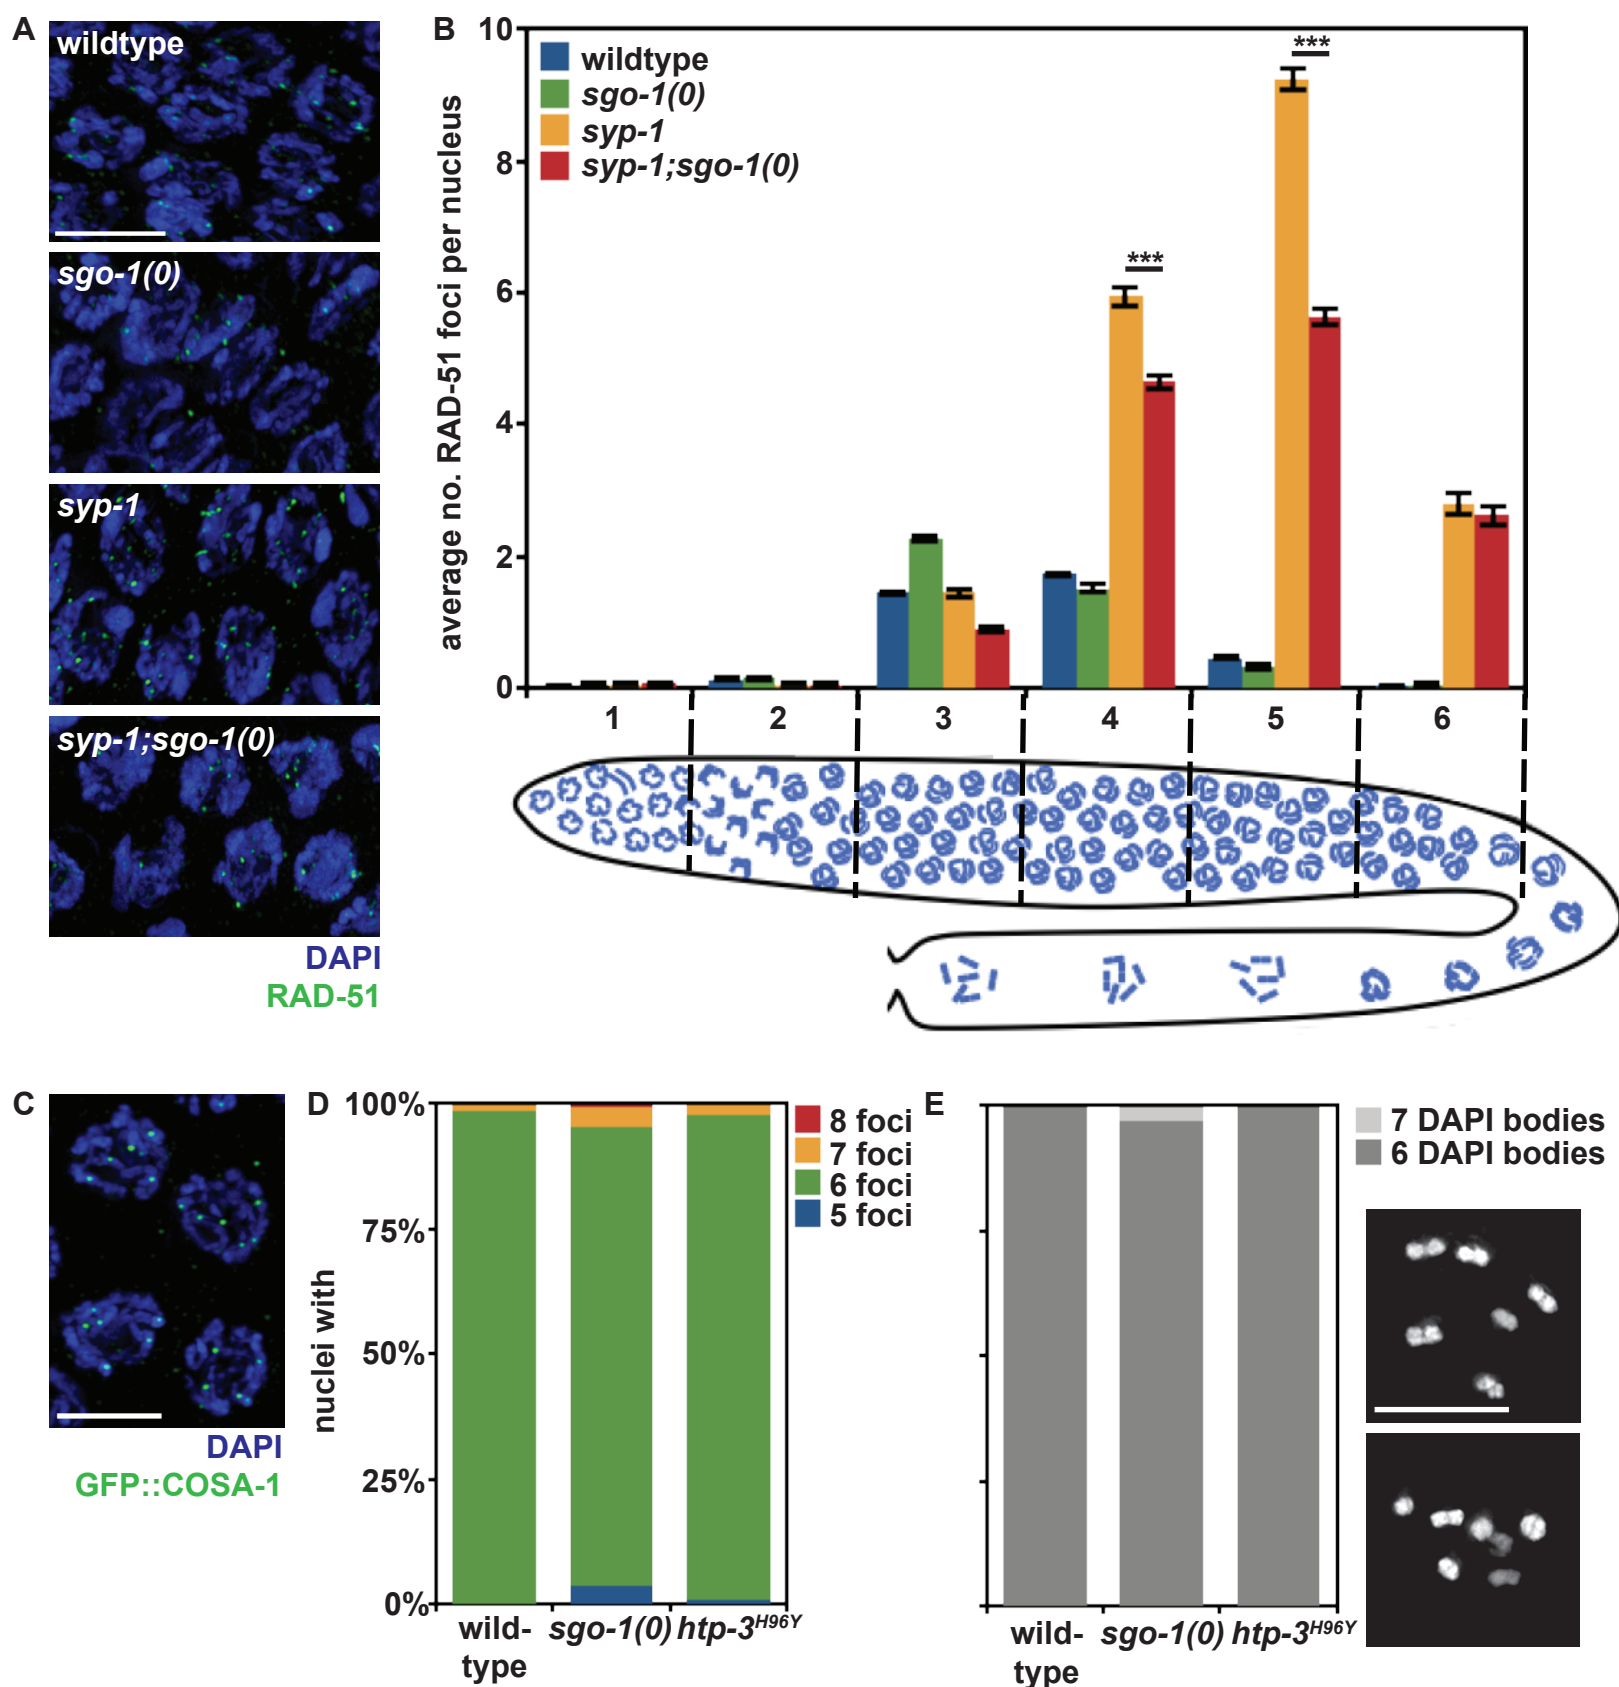 A
wildtype
sgo-1(0)
syp-1
syp-1;sgo-1(0)
DAPI
RAD-51
B
average no. RAD-51 foci per nucleus
10
8
6
4
2
0
wildtype
sgo-1(0)
syp-1
syp-1;sgo-1(0)
***
***
1 2 3 4 5 6
C
DAPI
GFP::COSA-1
D
nuclei with
100%
75%
50%
25%
0%
8 foci
7 foci
6 foci
5 foci
wild-
type
sgo-1(0)
htp-3H96Y
E
7 DAPI bodies
6 DAPI bodies
wild-
type
sgo-1(0)
htp-3H96Y